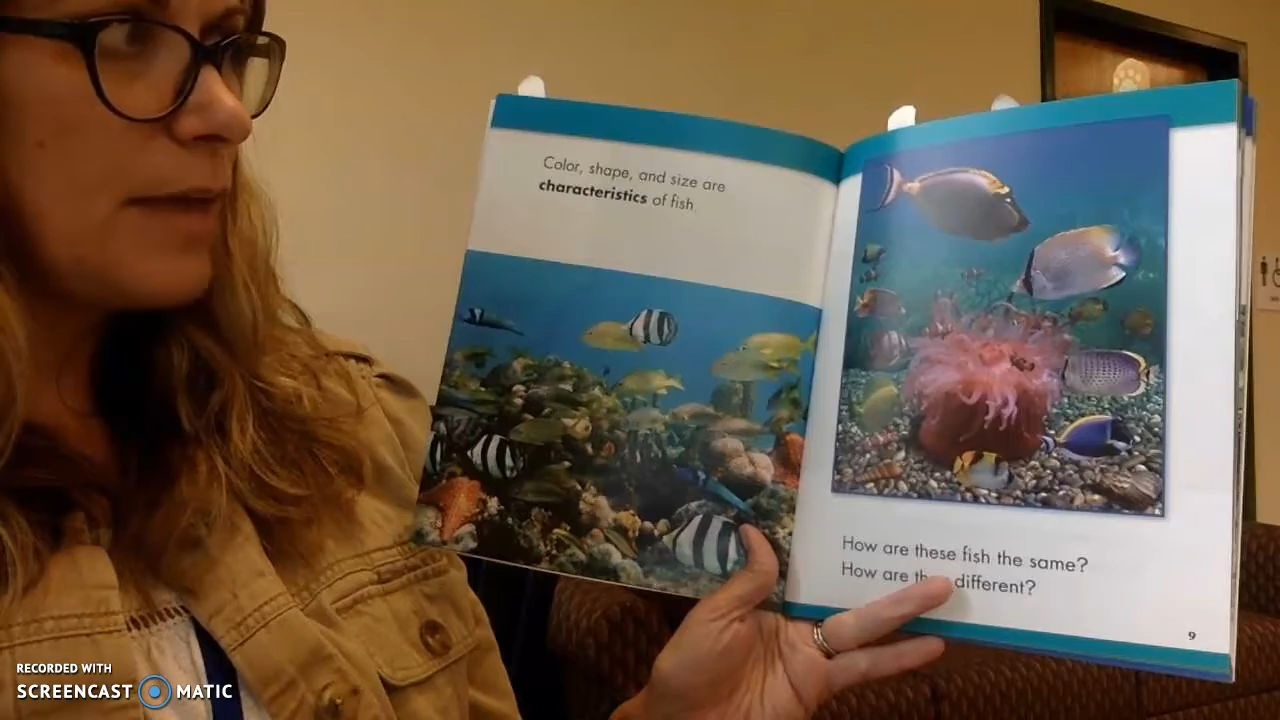 Color, shape, and size are
characteristics of fish.
How are these fish the same?
How are different?
9
RECORDED WITH
SCREENCAST MATIC